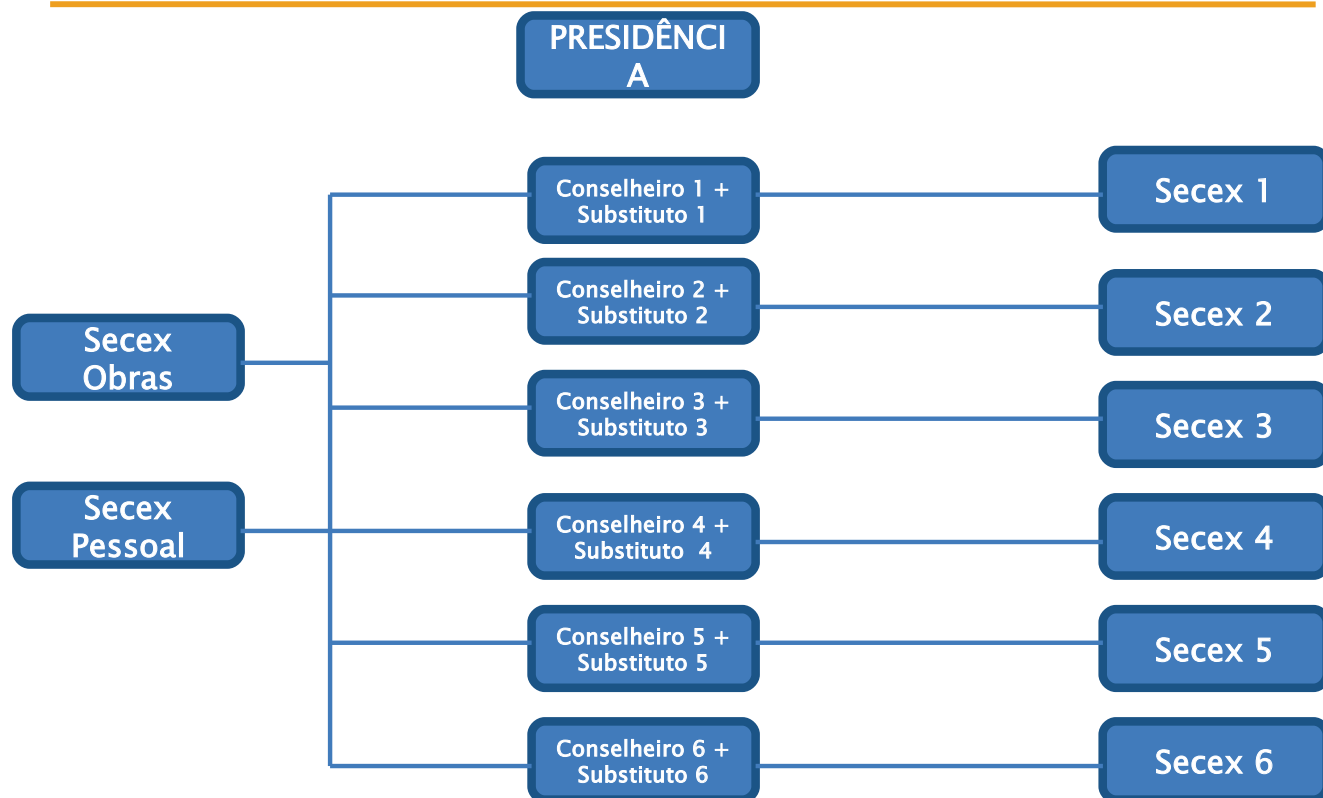 PRESIDÊNCI
A
Conselheiro 1 +
Substituto 1
Secex 1
Conselheiro 2 +
Substituto 2
Secex 2
Secex
Obras
Conselheiro 3 +
Substituto 3
Secex 3
Secex
Pessoal
Conselheiro 4 +
Substituto 4
Secex 4
Conselheiro 5 +
Substituto 5
Secex 5
Conselheiro 6 +
Substituto 6
Secex 6